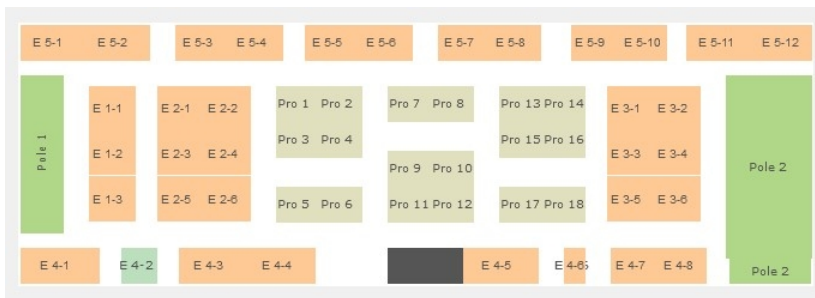 E 5-1 E 5-2 E 5-3 E 5-4 E 5-5 E 5-6 E 5-7 E 5-8 E 5-9 E 5-10 E 5-11 E 5-12
Pro 1 Pro 2 Pro 7 Pro 8 Pro 13 Pro 14
E 1-1 E 2-1 E 2-2 E 3-1 E 3-2
Pro 3 Pro 4 Pro 15 Pro 16
Pole 1
E 1-2 E 2-3 E 2-4 E 3-3 E 3-4
Pro 9 Pro 10 Pole 2
E 1-3 E 2-5 E 2-6 E 3-5 E 3-6
Pro 5 Pro 6 Pro 11 Pro 12 Pro 17 Pro 18
E 4-1 E 4-2 E 4-3 E 4-4 E 4-5 E 4-6 E 4-7 E 4-8
Pole 2